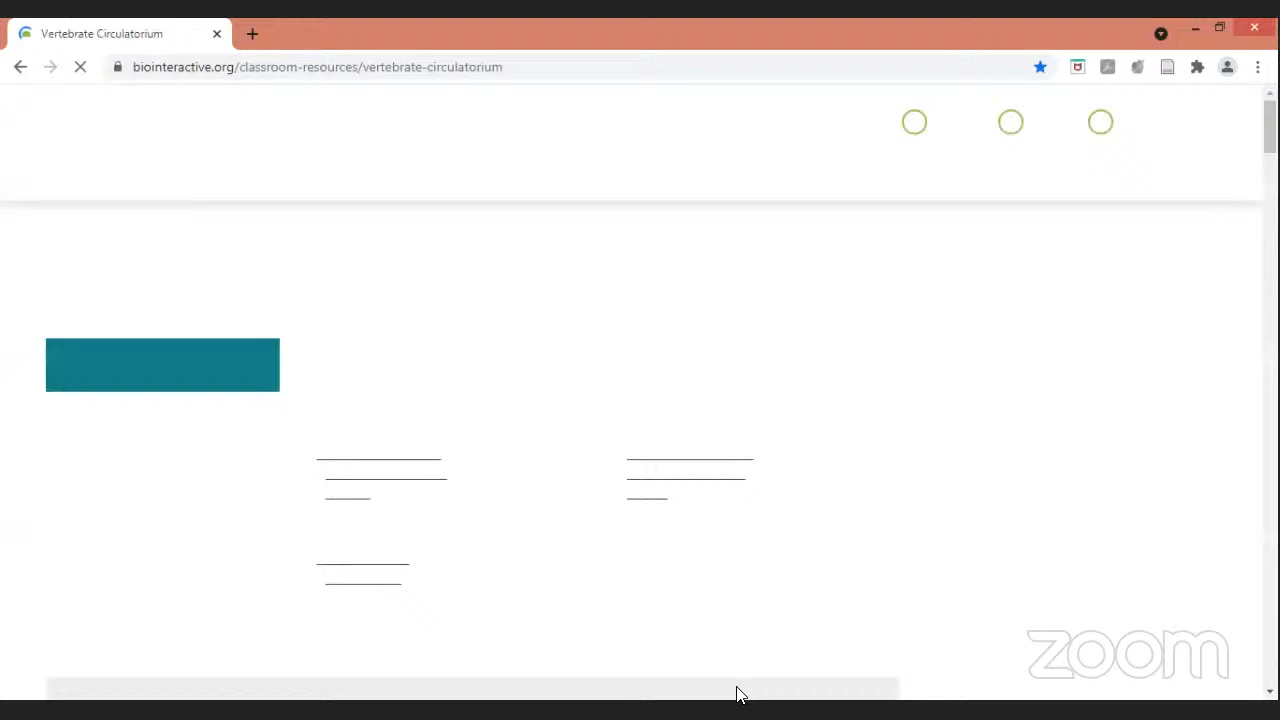 Vertebrate Circulatorium
biointeractive.org/classroom-resources/vertebrate-circulatorium
zoom